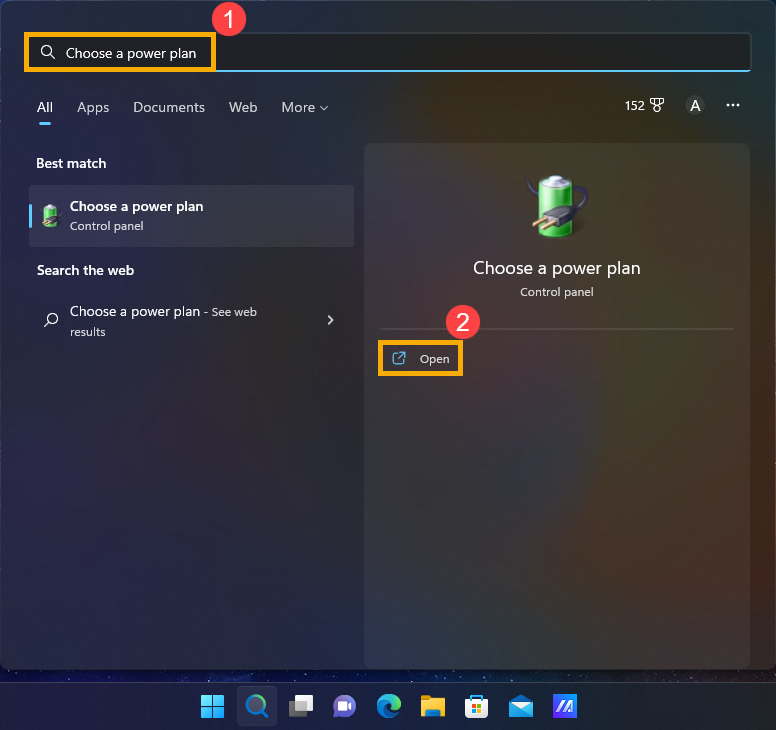 1
Choose a power plan
All Apps Documents Web More
152 A
Best match
Choose a power plan
Control panel
Search the web
Choose a power plan - See web
results
Choose a power plan
Control panel
2
Open